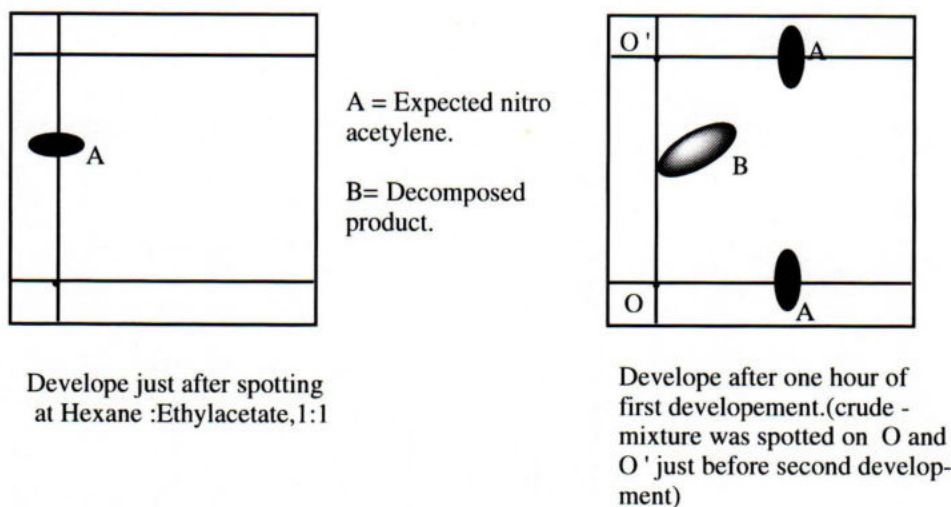 A
A = Expected nitro
acetylene.
B= Decomposed
product.
Develope just after spotting
at Hexane :Ethylacetate,1:1
O '
A
B
O
A
Develope after one hour of
first developement.(crude -
mixture was spotted on O and
O ' just before second develop-
ment)